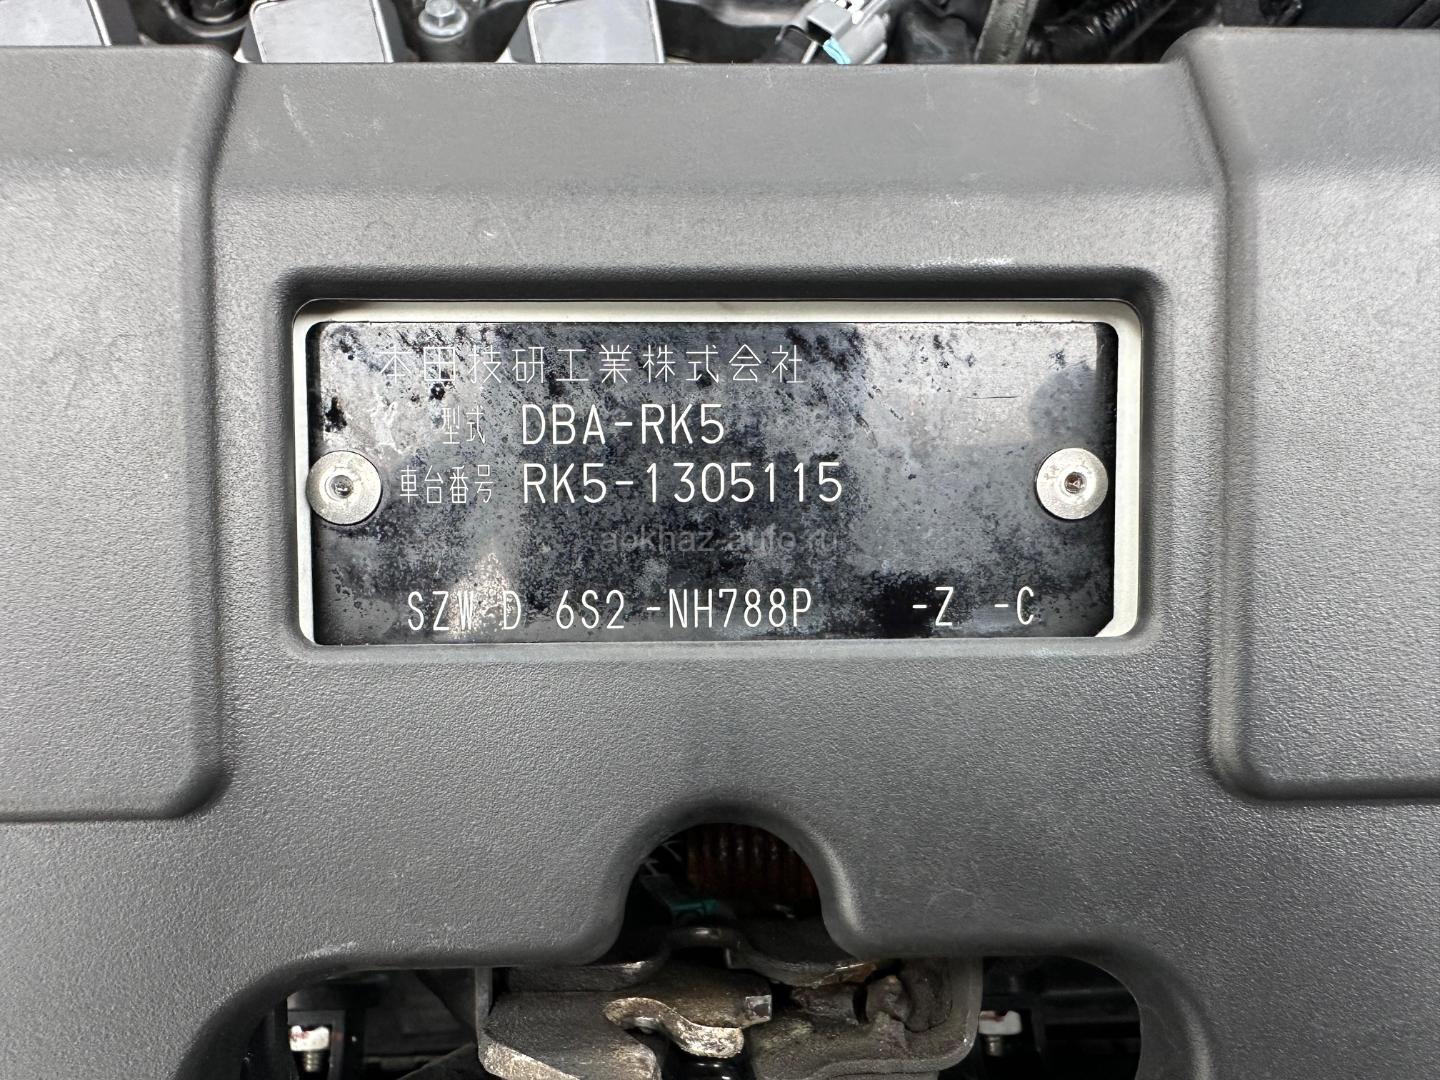 本田技研工業株式会社
型式 DBA-RK5
車台番号 RK5-1305115
apkhaz-auto.ru
SZW-D 6S2 -NH788P -Z -C